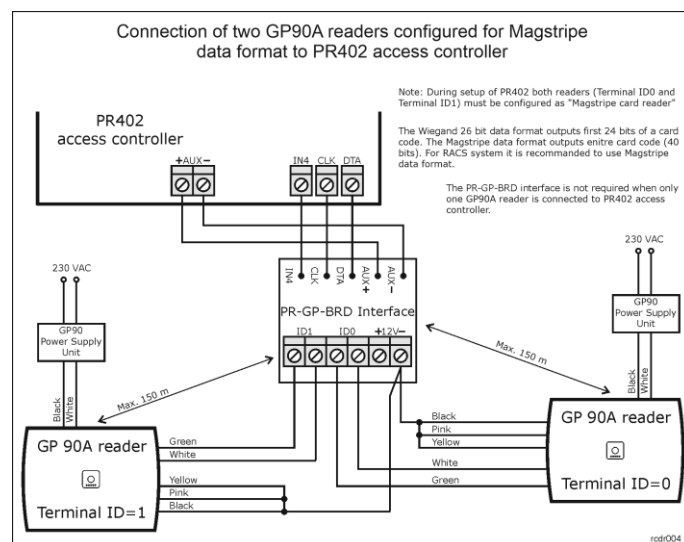 Connection of two GP90A readers configured for Magstripe
data format to PR402 access controller
Note: During setup of PR402 both readers (Terminal ID0 and
Terminal ID1) must be configured as "Magstripe card reader"
The Wiegand 26 bit data format outputs first 24 bits of a card
code. The Magstripe data format outputs enitre card code (40
bits). For RACS system it is recommanded to use Magstripe
data format.
The PR-GP-BRD interface is not required when only
one GP90A reader is connected to PR402 access
controller.
PR402
access controller
+AUX−
IN4 CLK DTA
IN4 CLK DTA AUX+ AUX−
PR-GP-BRD Interface
ID1 ID0 +12V−
230 VAC
GP90
Power Supply
Unit
Black
White
Max. 150 m
GP 90A reader
Terminal ID=1
Green
White
Yellow
Pink
Black
230 VAC
GP90
Power Supply
Unit
Black
White
Max. 150 m
GP 90A reader
Terminal ID=0
Black
Pink
Yellow
White
Green
rcdr004